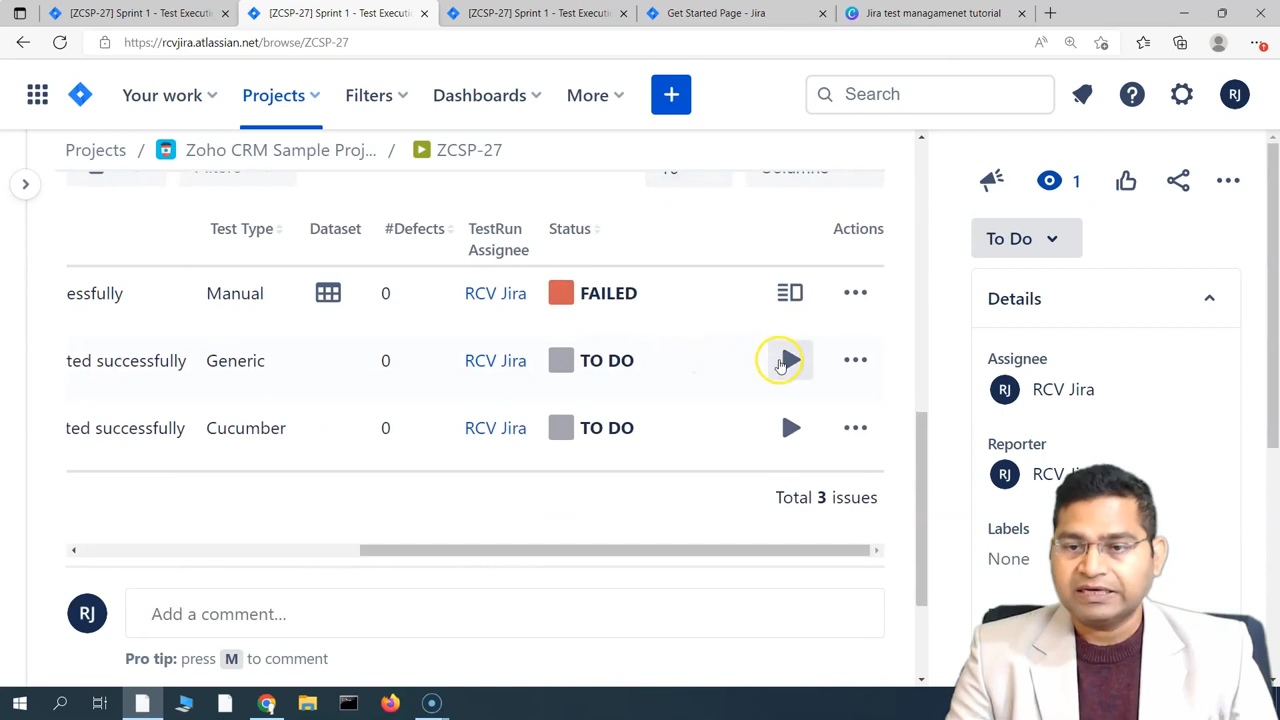 [ZCSP-27] Sprint 1 - Test Executi
[ZCSP-27] Sprint 1 - Test Executi
[ZCSP-27] Sprint 1 - Test Executi
Get Started Page - Jira
Jira test managamenet tutorial
https://rcvjira.atlassian.net/browse/ZCSP-27
Your work
Projects
Filters
Dashboards
More
Search
RJ
Projects / Zoho CRM Sample Proj... / ZCSP-27
1
Test Type
Dataset
#Defects
TestRun
Assignee
Status
Actions
To Do
essfully Manual 0 RCV Jira FAILED
ted successfully Generic 0 RCV Jira TO DO
ted successfully Cucumber 0 RCV Jira TO DO
Total 3 issues
RJ
Add a comment...
Pro tip: press M to comment
Details
Assignee
RJ RCV Jira
Reporter
RJ RCV
Labels
None